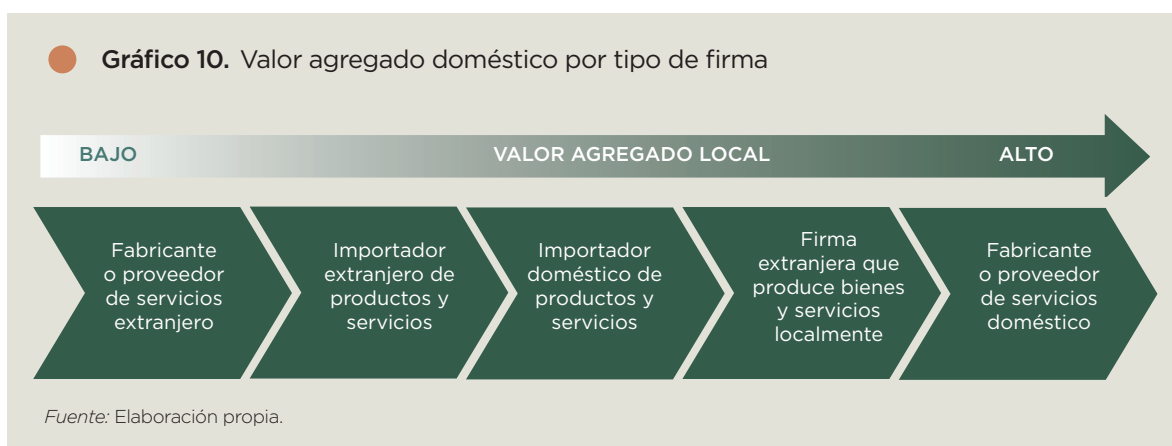 Gráfico 10. Valor agregado doméstico por tipo de firma
BAJO
VALOR AGREGADO LOCAL
ALTO
Fabricante
o proveedor
de servicios
extranjero
Importador
extranjero de
productos y
servicios
Importador
doméstico de
productos y
servicios
Firma
extranjera que
produce bienes
y servicios
localmente
Fabricante
o proveedor
de servicios
doméstico
Fuente: Elaboración propia.